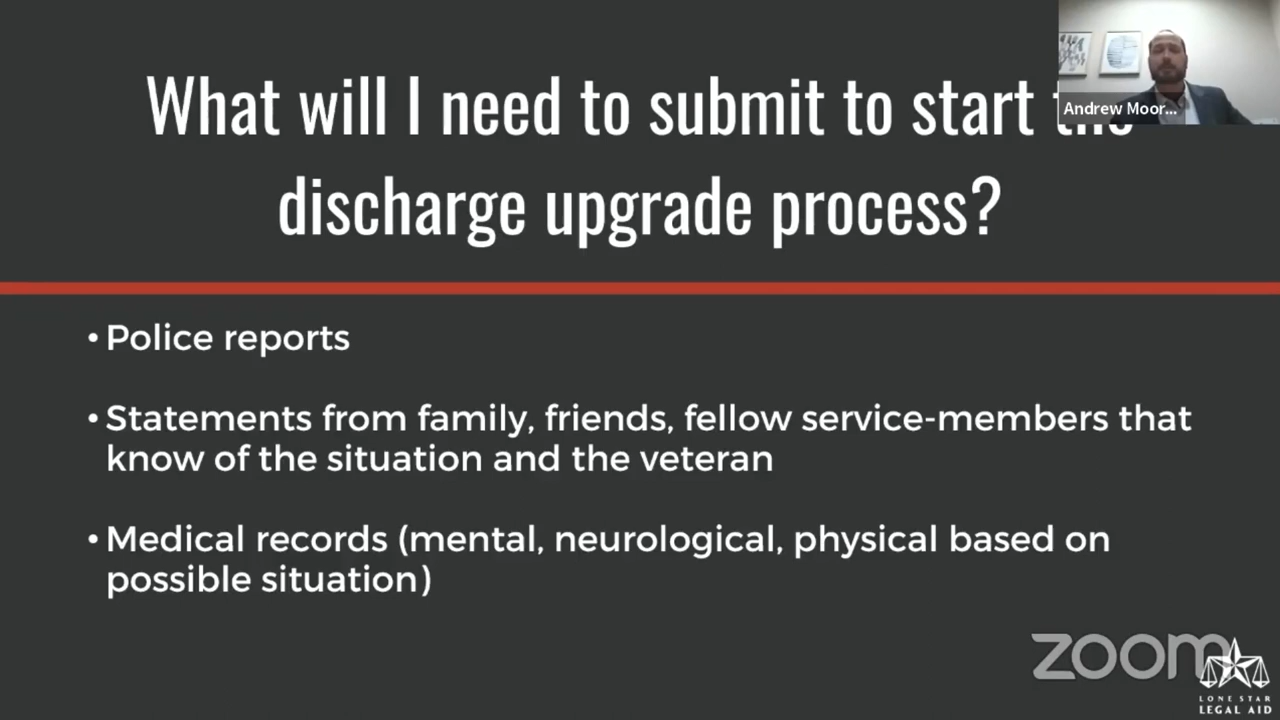 What will I need to submit to start the
discharge upgrade process?
Andrew Moor...
• Police reports
• Statements from family, friends, fellow service-members that
know of the situation and the veteran
• Medical records (mental, neurological, physical based on
possible situation)
zoom
LONE STAR
LEGAL AID